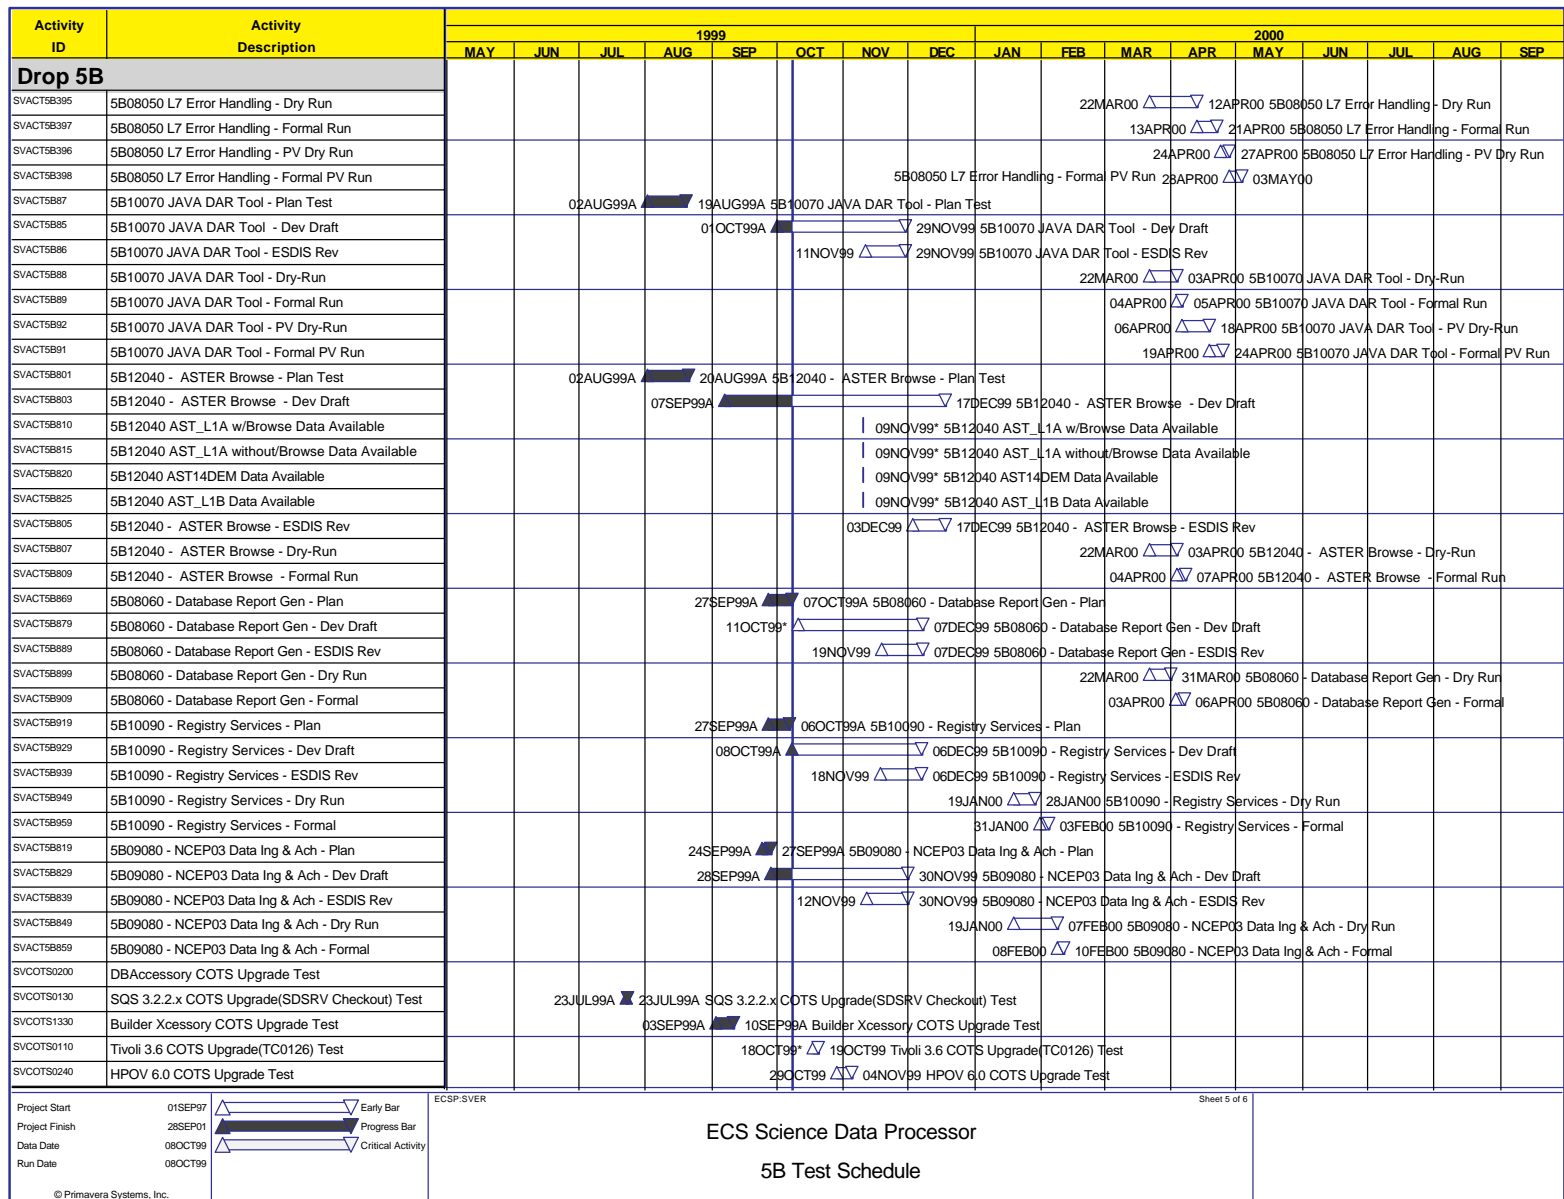 Activity Activity
ID Description
1999 2000
MAY JUN JUL AUG SEP OCT NOV DEC JAN FEB MAR APR MAY JUN JUL AUG SEP
Drop 5B
SVACT5B395 5B08050 L7 Error Handling - Dry Run 22MAR00 12APR00 5B08050 L7 Error Handling - Dry Run
SVACT5B397 5B08050 L7 Error Handling - Formal Run 13APR00 21APR00 5B08050 L7 Error Handling - Formal Run
SVACT5B396 5B08050 L7 Error Handling - PV Dry Run 24APR00 27APR00 5B08050 L7 Error Handling - PV Dry Run
SVACT5B398 5B08050 L7 Error Handling - Formal PV Run 5B08050 L7 Error Handling - Formal PV Run 28APR00 03MAY00
SVACT5B87 5B10070 JAVA DAR Tool - Plan Test 02AUG99A 19AUG99A 5B10070 JAVA DAR Tool - Plan Test
SVACT5B85 5B10070 JAVA DAR Tool - Dev Draft 01OCT99A 29NOV99 5B10070 JAVA DAR Tool - Dev Draft
SVACT5B86 5B10070 JAVA DAR Tool - ESDIS Rev 11NOV99 29NOV99 5B10070 JAVA DAR Tool - ESDIS Rev
SVACT5B88 5B10070 JAVA DAR Tool - Dry-Run 22MAR00 03APR00 5B10070 JAVA DAR Tool - Dry-Run
SVACT5B89 5B10070 JAVA DAR Tool - Formal Run 04APR00 05APR00 5B10070 JAVA DAR Tool - Formal Run
SVACT5B92 5B10070 JAVA DAR Tool - PV Dry-Run 06APR00 18APR00 5B10070 JAVA DAR Tool - PV Dry-Run
SVACT5B91 5B10070 JAVA DAR Tool - Formal PV Run 19APR00 24APR00 5B10070 JAVA DAR Tool - Formal PV Run
SVACT5B801 5B12040 - ASTER Browse - Plan Test 02AUG99A 20AUG99A 5B12040 - ASTER Browse - Plan Test
SVACT5B803 5B12040 - ASTER Browse - Dev Draft 07SEP99A 17DEC99 5B12040 - ASTER Browse - Dev Draft
SVACT5B810 5B12040 AST_L1A w/Browse Data Available 09NOV99* 5B12040 AST_L1A w/Browse Data Available
SVACT5B815 5B12040 AST_L1A without/Browse Data Available 09NOV99* 5B12040 AST_L1A without/Browse Data Available
SVACT5B820 5B12040 AST14DEM Data Available 09NOV99* 5B12040 AST14DEM Data Available
SVACT5B825 5B12040 AST_L1B Data Available 09NOV99* 5B12040 AST_L1B Data Available
SVACT5B805 5B12040 - ASTER Browse - ESDIS Rev 03DEC99 17DEC99 5B12040 - ASTER Browse - ESDIS Rev
SVACT5B807 5B12040 - ASTER Browse - Dry-Run 22MAR00 03APR00 5B12040 - ASTER Browse - Dry-Run
SVACT5B809 5B12040 - ASTER Browse - Formal Run 04APR00 07APR00 5B12040 - ASTER Browse - Formal Run
SVACT5B869 5B08060 - Database Report Gen - Plan 27SEP99A 07OCT99A 5B08060 - Database Report Gen - Plan
SVACT5B879 5B08060 - Database Report Gen - Dev Draft 11OCT99* 07DEC99 5B08060 - Database Report Gen - Dev Draft
SVACT5B889 5B08060 - Database Report Gen - ESDIS Rev 19NOV99 07DEC99 5B08060 - Database Report Gen - ESDIS Rev
SVACT5B899 5B08060 - Database Report Gen - Dry Run 22MAR00 31MAR00 5B08060 - Database Report Gen - Dry Run
SVACT5B909 5B08060 - Database Report Gen - Formal 03APR00 06APR00 5B08060 - Database Report Gen - Formal
SVACT5B919 5B10090 - Registry Services - Plan 27SEP99A 06OCT99A 5B10090 - Registry Services - Plan
SVACT5B929 5B10090 - Registry Services - Dev Draft 08OCT99A 06DEC99 5B10090 - Registry Services - Dev Draft
SVACT5B939 5B10090 - Registry Services - ESDIS Rev 18NOV99 06DEC99 5B10090 - Registry Services - ESDIS Rev
SVACT5B949 5B10090 - Registry Services - Dry Run 19JAN00 28JAN00 5B10090 - Registry Services - Dry Run
SVACT5B959 5B10090 - Registry Services - Formal 31JAN00 03FEB00 5B10090 - Registry Services - Formal
SVACT5B819 5B09080 - NCEP03 Data Ing & Ach - Plan 24SEP99A 27SEP99A 5B09080 - NCEP03 Data Ing & Ach - Plan
SVACT5B829 5B09080 - NCEP03 Data Ing & Ach - Dev Draft 28SEP99A 30NOV99 5B09080 - NCEP03 Data Ing & Ach - Dev Draft
SVACT5B839 5B09080 - NCEP03 Data Ing & Ach - ESDIS Rev 12NOV99 30NOV99 5B09080 - NCEP03 Data Ing & Ach - ESDIS Rev
SVACT5B849 5B09080 - NCEP03 Data Ing & Ach - Dry Run 19JAN00 07FEB00 5B09080 - NCEP03 Data Ing & Ach - Dry Run
SVACT5B859 5B09080 - NCEP03 Data Ing & Ach - Formal 08FEB00 10FEB00 5B09080 - NCEP03 Data Ing & Ach - Formal
SVCOTS0200 DBAccessory COTS Upgrade Test
SVCOTS0130 SQS 3.2.2.x COTS Upgrade(SDSRV Checkout) Test 23JUL99A 23JUL99A SQS 3.2.2.x COTS Upgrade(SDSRV Checkout) Test
SVCOTS1330 Builder Xcessory COTS Upgrade Test 03SEP99A 10SEP99A Builder Xcessory COTS Upgrade Test
SVCOTS0110 Tivoli 3.6 COTS Upgrade(TC0126) Test 18OCT99* 19OCT99 Tivoli 3.6 COTS Upgrade(TC0126) Test
SVCOTS0240 HPOV 6.0 COTS Upgrade Test 29OCT99 04NOV99 HPOV 6.0 COTS Upgrade Test
Project Start 01SEP97 Early Bar
Project Finish 28SEP01 Progress Bar
Data Date 08OCT99 Critical Activity
Run Date 08OCT99
© Primavera Systems, Inc.
ECSP:SVER
Sheet 5 of 6
ECS Science Data Processor
5B Test Schedule